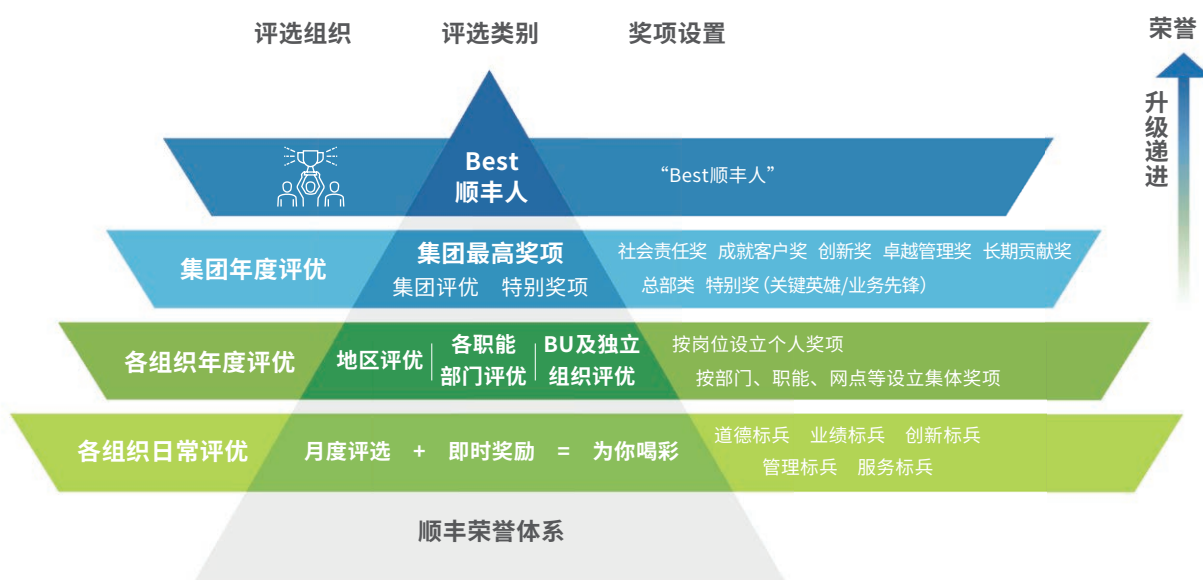 评选组织 评选类别 奖项设置
荣誉
升级递进
Best
顺丰人
“Best顺丰人”
集团年度评优
集团最高奖项
集团评优 特别奖项
社会责任奖 成就客户奖 创新奖 卓越管理奖 长期贡献奖
总部类 特别奖(关键英雄/业务先锋)
各组织年度评优
地区评优
各职能
部门评优
BU及独立
组织评优
按岗位设立个人奖项
按部门、职能、网点等设立集体奖项
各组织日常评优
月度评选 + 即时奖励 = 为你喝彩
道德标兵 业绩标兵 创新标兵
管理标兵 服务标兵
顺丰荣誉体系